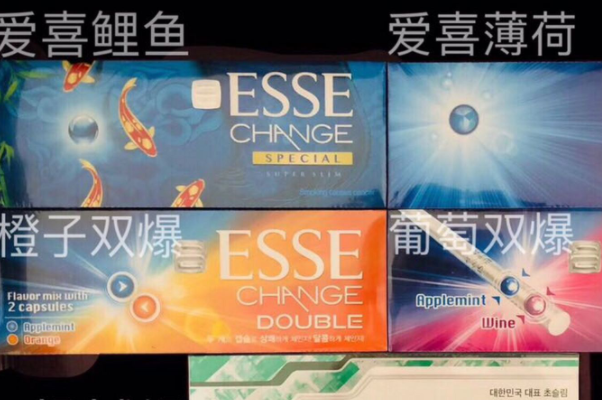 爱喜鲤鱼
爱喜薄荷
ESSE
CHANGE
SPECIAL
SUPER SLIM
橙子双爆
葡萄双爆
ESSE
CHANGE
DOUBLE
Flavor mix with
2 capsules
Applemint
Orange
Applemint
Wine
대한민국 대표 초슬림